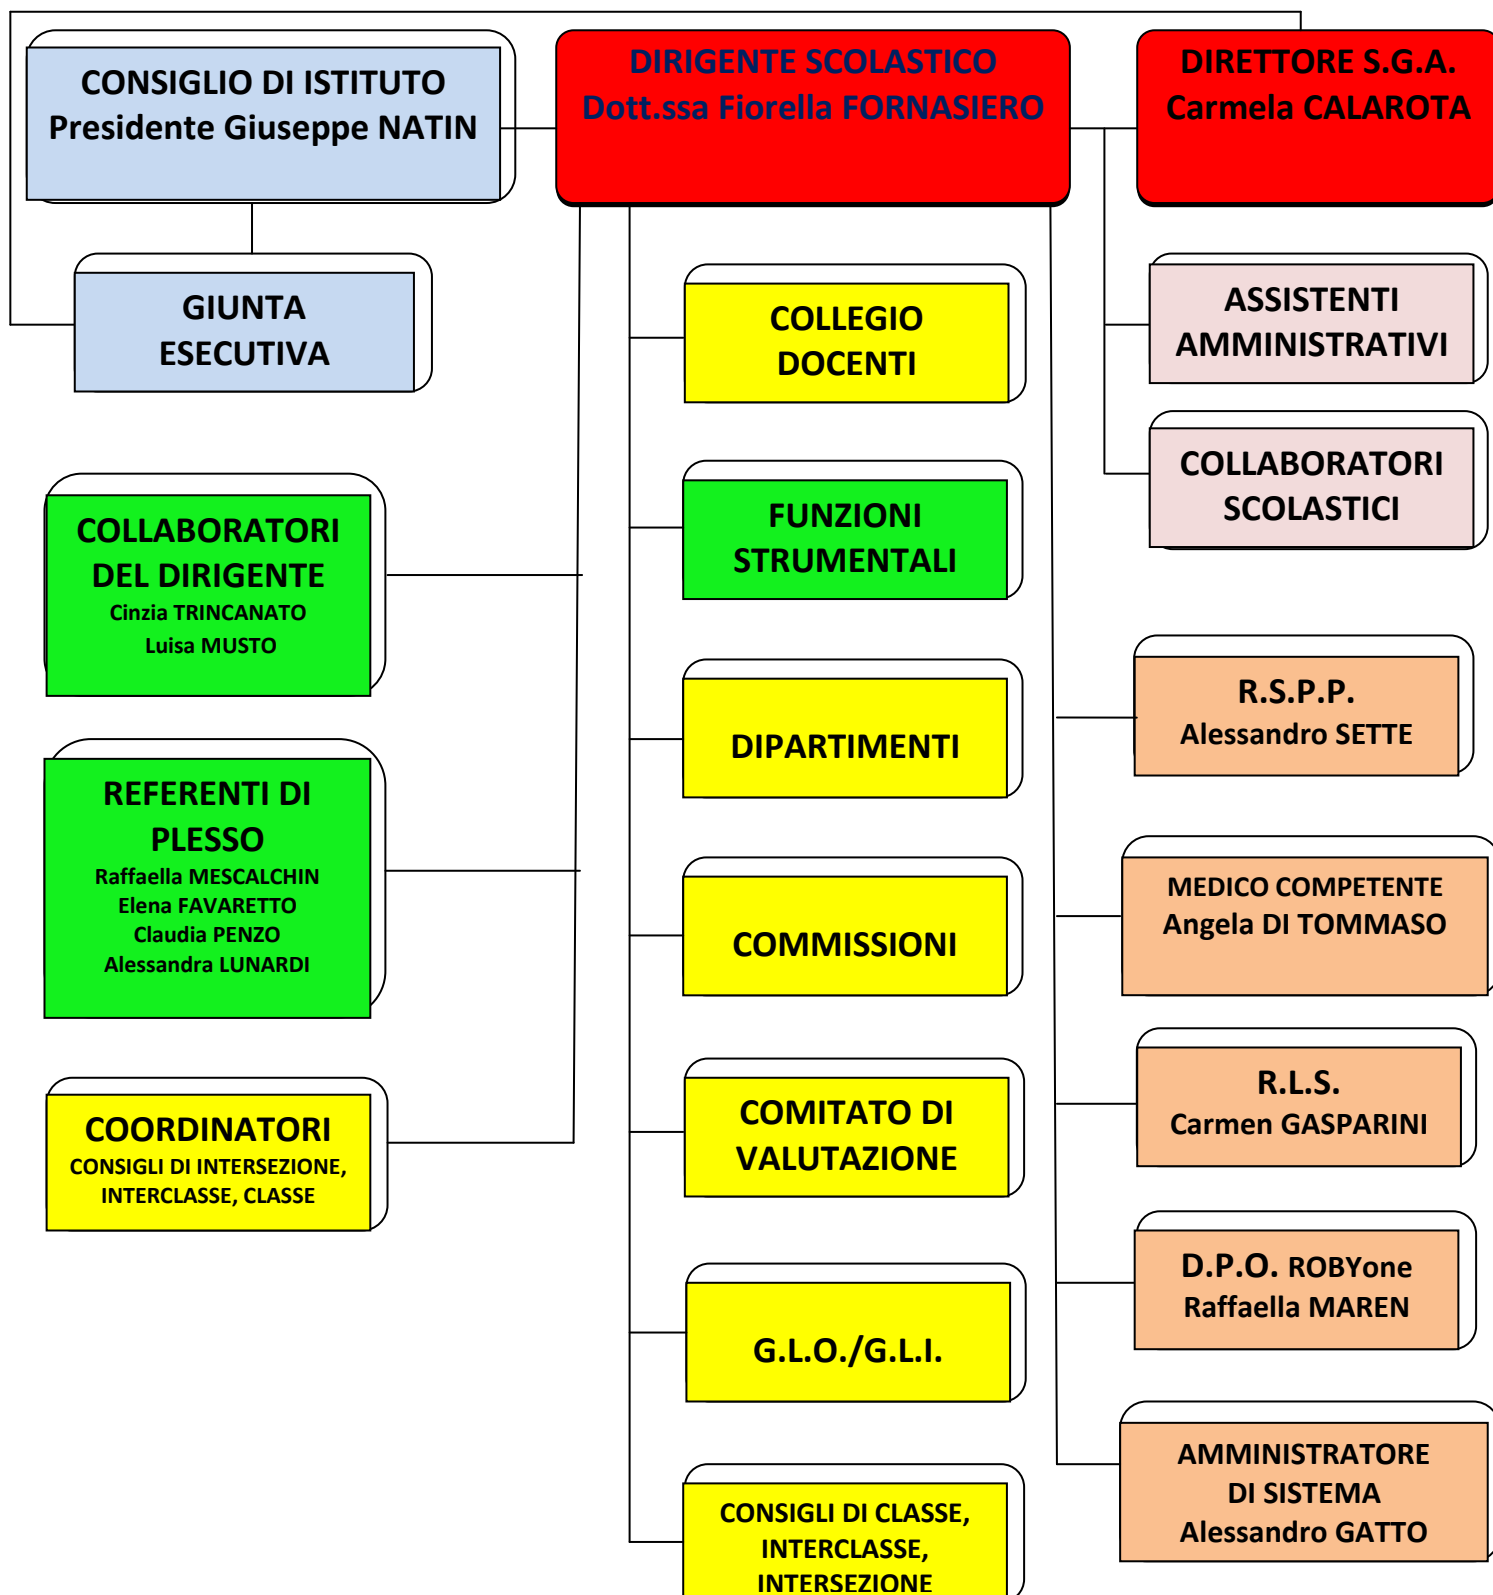 CONSIGLIO DI ISTITUTO
Presidente Giuseppe NATIN
DIRIGENTE SCOLASTICO
Dott.ssa Fiorella FORNASIERO
DIRETTORE S.G.A.
Carmela CALAROTA
GIUNTA
ESECUTIVA
COLLABORATORI
DEL DIRIGENTE
Cinzia TRINCANATO
Luisa MUSTO
REFERENTI DI
PLESSO
Raffaella MESCALCHIN
Elena FAVARETTO
Claudia PENZO
Alessandra LUNARDI
COORDINATORI
CONSIGLI DI INTERSEZIONE,
INTERCLASSE, CLASSE
COLLEGIO
DOCENTI
FUNZIONI
STRUMENTALI
DIPARTIMENTI
COMMISSIONI
COMITATO DI
VALUTAZIONE
G.L.O./G.L.I.
CONSIGLI DI CLASSE,
INTERCLASSE,
INTERSEZIONE
ASSISTENTI
AMMINISTRATIVI
COLLABORATORI
SCOLASTICI
R.S.P.P.
Alessandro SETTE
MEDICO COMPETENTE
Angela DI TOMMASO
R.L.S.
Carmen GASPARINI
D.P.O. ROBYone
Raffaella MAREN
AMMINISTRATORE
DI SISTEMA
Alessandro GATTO